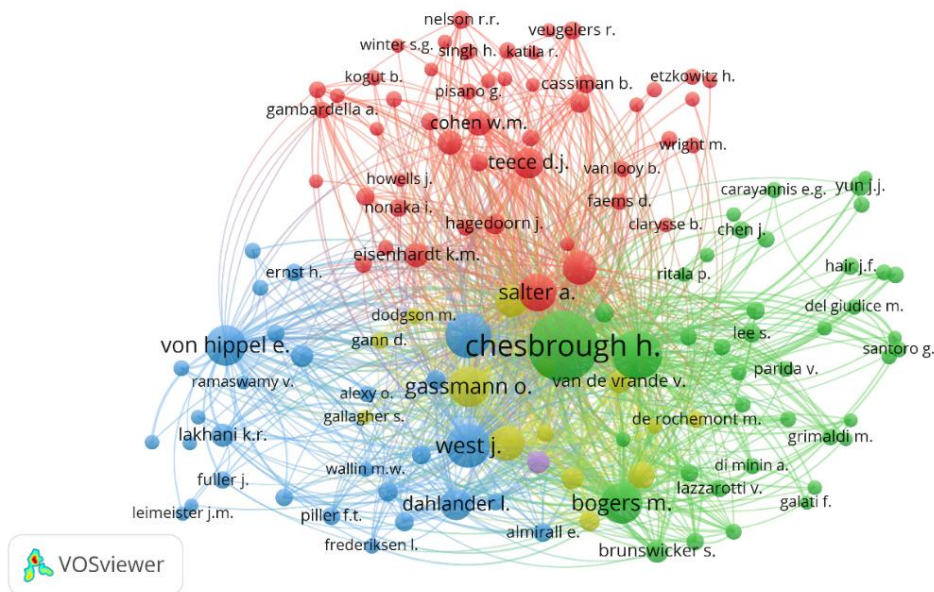 nelson r.r.
veugelers r.
winter s.g.
singh h.
katila r.
kogut b.
pisano g.
cassiman b.
etzkowitz h.
gambardella a.
cohen w.m.
wright m.
teece d.j.
van looy b.
howells j.
carayannis e.g.
yun j.j.
nonaka i.
faems d.
hagedoorn j.
clarysse b.
chen j.
eisenhardt k.m.
ernst h.
ritala p.
hair j.f.
salter a.
del giudice m.
dodgson m.
lee s.
gann d.
von hippel e.
chesbrough h.
santoro g.
ramaswamy v.
gassmann o.
van de vrande v.
parida v.
alexy o.
gallagher s.
de rochemont m.
lakhani k.r.
west j.
grimaldi m.
wallin m.w.
di minin a.
fuller j.
lazzarotti v.
galati f.
leimeister j.m.
piller f.t.
dahlander l.
bogers m.
almirall e.
frederiksen l.
brunswicker s.
VOSviewer